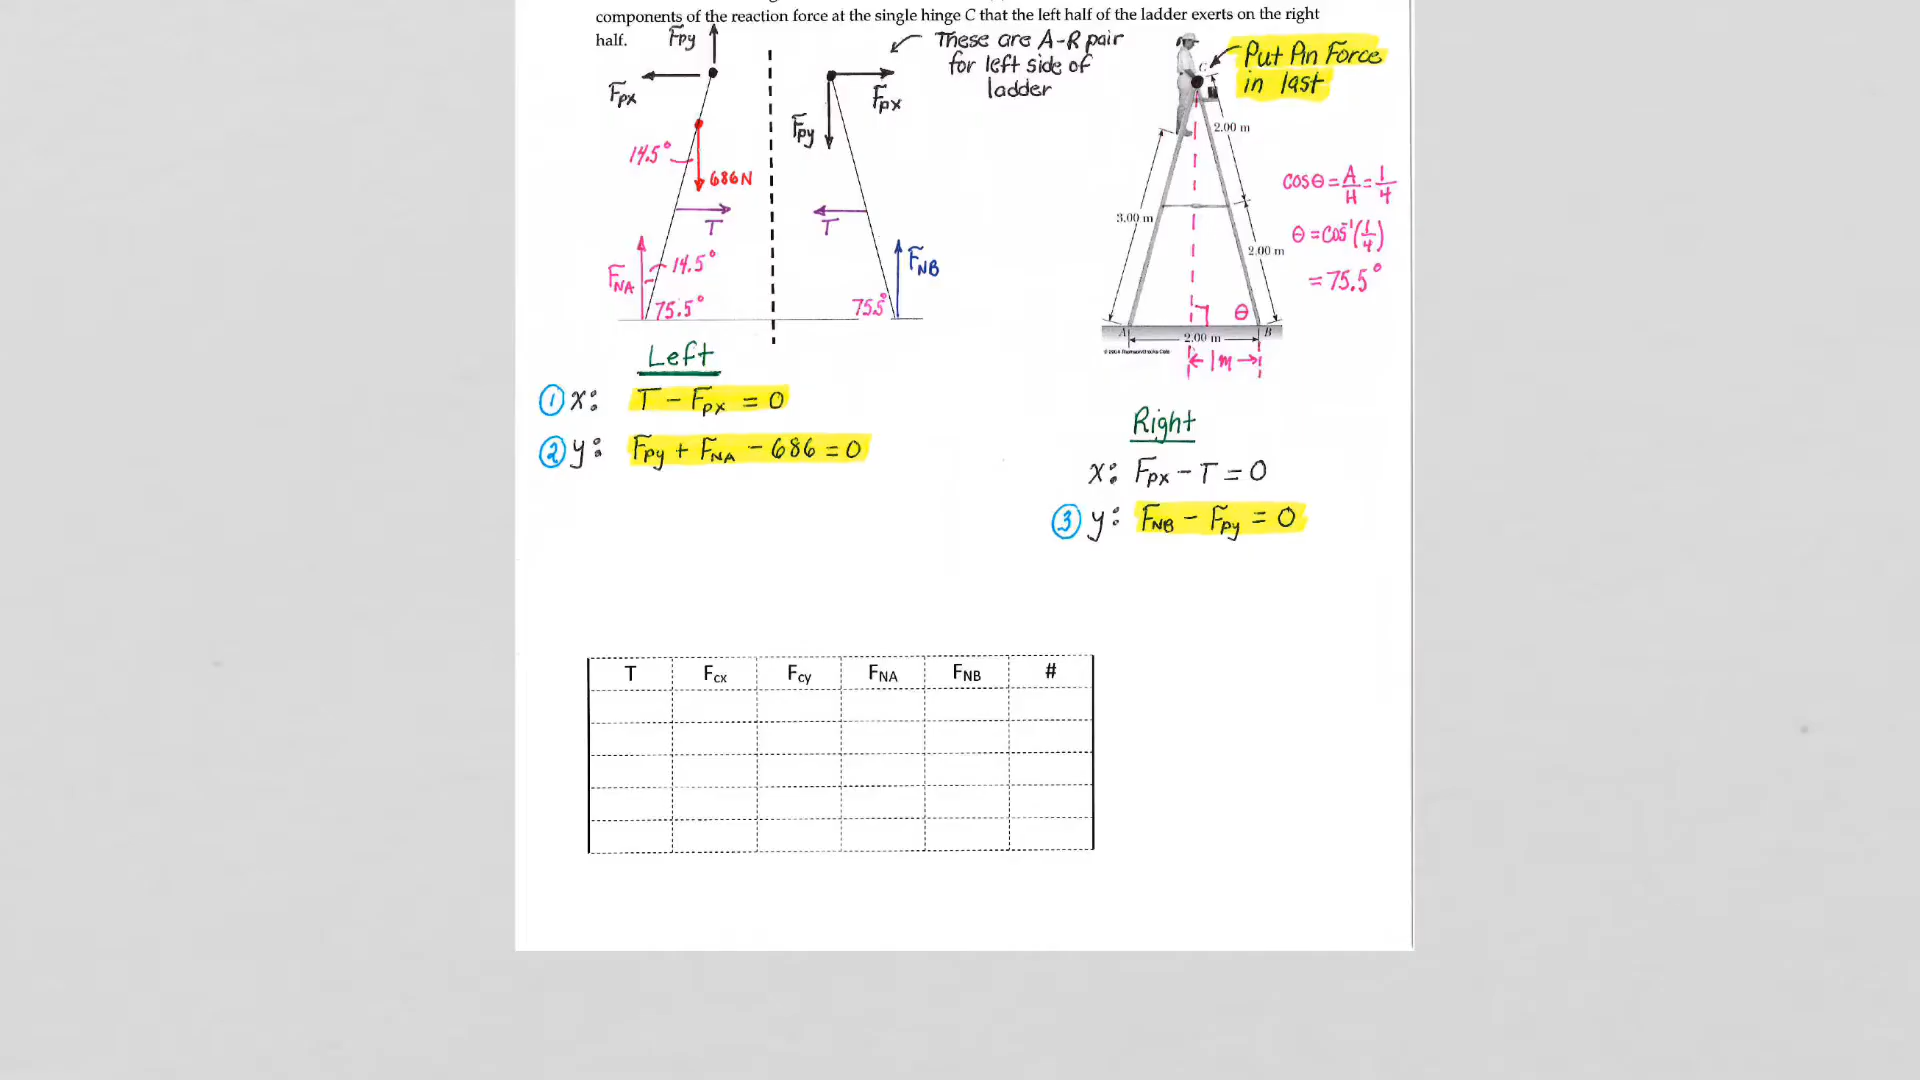 components of the reaction force at the single hinge C that the left half of the ladder exerts on the right
half.
Fpy
Fpx
14.5°
686N
T
FNA
14.5°
75.5°
These are A-R pair
for left side of
ladder
Fpx
Fpy
T
FNB
75.5°
Put Pin Force
in last
C
2.00 m
3.00 m
2.00 m
θ
A
B
2.00 m
1m
cosθ = A/H = 1/4
θ = cos⁻¹(1/4)
= 75.5°
Left
① x: T - Fpx = 0
② y: Fpy + FNA - 686 = 0
Right
x: Fpx - T = 0
③ y: FNB - Fpy = 0
T Fcx Fcy FNA FNB #